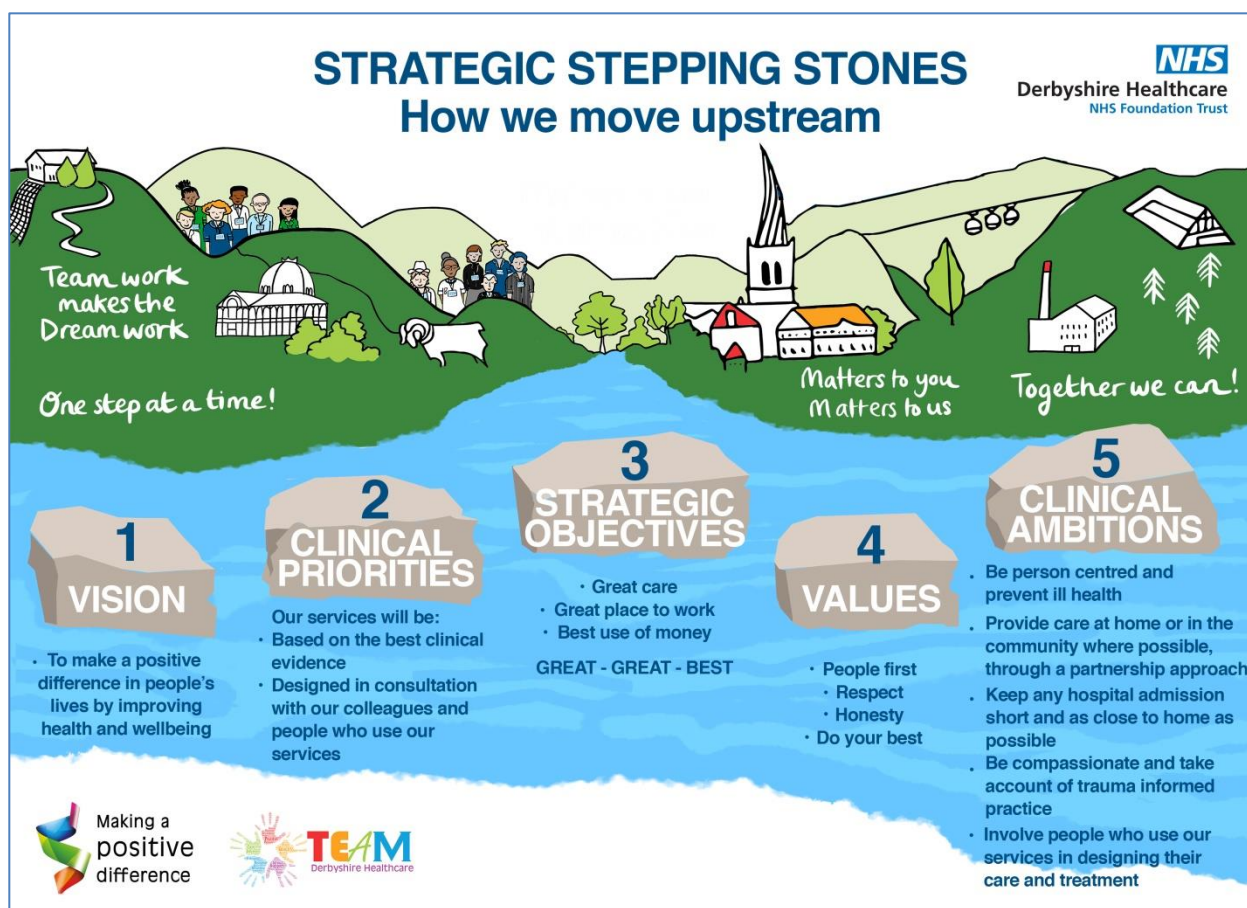 STRATEGIC STEPPING STONES
How we move upstream
NHS
Derbyshire Healthcare
NHS Foundation Trust
Team work
makes the
Dream work
One step at a time!
Matters to you
Matters to us
Together we can!
1
VISION
· To make a positive
difference in people's
lives by improving
health and wellbeing
2
CLINICAL
PRIORITIES
Our services will be:
· Based on the best clinical
evidence
· Designed in consultation
with our colleagues and
people who use our
services
3
STRATEGIC
OBJECTIVES
· Great care
· Great place to work
· Best use of money
GREAT - GREAT - BEST
4
VALUES
· People first
· Respect
· Honesty
· Do your best
5
CLINICAL
AMBITIONS
. Be person centred and
prevent ill health
. Provide care at home or in the
community where possible,
through a partnership approach
. Keep any hospital admission
short and as close to home as
possible
. Be compassionate and take
account of trauma informed
practice
. Involve people who use our
services in designing their
care and treatment
Making a
positive
difference
TEAM
Derbyshire Healthcare